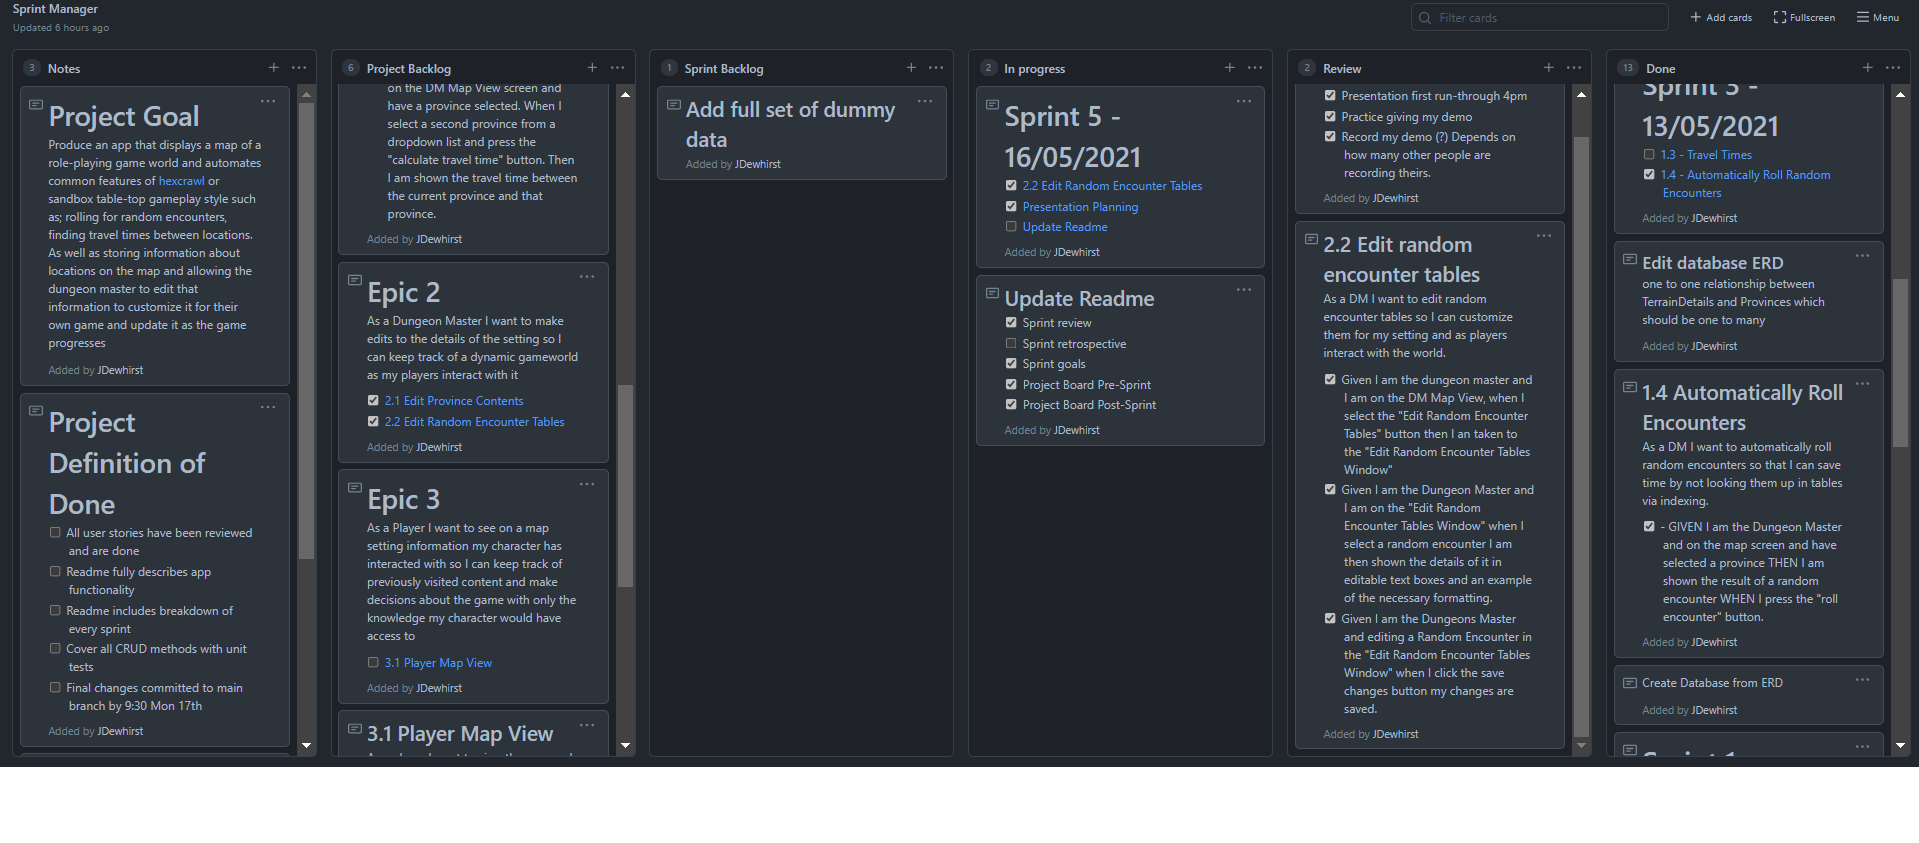 Sprint Manager
Updated 6 hours ago
Filter cards
Add cards
Fullscreen
Menu
3 Notes
Project Goal
Produce an app that displays a map of a
role-playing game world and automates
common features of hexcrawl or
sandbox table-top gameplay style such
as; rolling for random encounters,
finding travel times between locations.
As well as storing information about
locations on the map and allowing the
dungeon master to edit that
information to customize it for their
own game and update it as the game
progresses
Added by JDewhirst
Project
Definition of
Done
All user stories have been reviewed
and are done
Readme fully describes app
functionality
Readme includes breakdown of
every sprint
Cover all CRUD methods with unit
tests
Final changes committed to main
branch by 9:30 Mon 17th
Added by JDewhirst
6 Project Backlog
on the DM Map View screen and
have a province selected. When I
select a second province from a
dropdown list and press the
"calculate travel time" button. Then
I am shown the travel time between
the current province and that
province.
Added by JDewhirst
Epic 2
As a Dungeon Master I want to make
edits to the details of the setting so I
can keep track of a dynamic gameworld
as my players interact with it
2.1 Edit Province Contents
2.2 Edit Random Encounter Tables
Added by JDewhirst
Epic 3
As a Player I want to see on a map
setting information my character has
interacted with so I can keep track of
previously visited content and make
decisions about the game with only the
knowledge my character would have
access to
3.1 Player Map View
Added by JDewhirst
3.1 Player Map View
1 Sprint Backlog
Add full set of dummy
data
Added by JDewhirst
2 In progress
Sprint 5 -
16/05/2021
2.2 Edit Random Encounter Tables
Presentation Planning
Update Readme
Added by JDewhirst
Update Readme
Sprint review
Sprint retrospective
Sprint goals
Project Board Pre-Sprint
Project Board Post-Sprint
Added by JDewhirst
2 Review
Presentation first run-through 4pm
Practice giving my demo
Record my demo (?) Depends on
how many other people are
recording theirs.
Added by JDewhirst
2.2 Edit random
encounter tables
As a DM I want to edit random
encounter tables so I can customize
them for my setting and as players
interact with the world.
Given I am the dungeon master and
I am on the DM Map View, when I
select the "Edit Random Encounter
Tables" button then I an taken to
the "Edit Random Encounter Tables
Window"
Given I am the Dungeon Master and
I am on the "Edit Random
Encounter Tables Window" when I
select a random encounter I am
then shown the details of it in
editable text boxes and an example
of the necessary formatting.
Given I am the Dungeons Master
and editing a Random Encounter in
the "Edit Random Encounter Tables
Window" when I click the save
changes button my changes are
saved.
Added by JDewhirst
13 Done
Sprint 3 -
13/05/2021
1.3 - Travel Times
1.4 - Automatically Roll Random
Encounters
Added by JDewhirst
Edit database ERD
one to one relationship between
TerrainDetails and Provinces which
should be one to many
Added by JDewhirst
1.4 Automatically Roll
Encounters
As a DM I want to automatically roll
random encounters so that I can save
time by not looking them up in tables
via indexing.
- GIVEN I am the Dungeon Master
and on the map screen and have
selected a province THEN I am
shown the result of a random
encounter WHEN I press the "roll
encounter" button.
Added by JDewhirst
Create Database from ERD
Added by JDewhirst